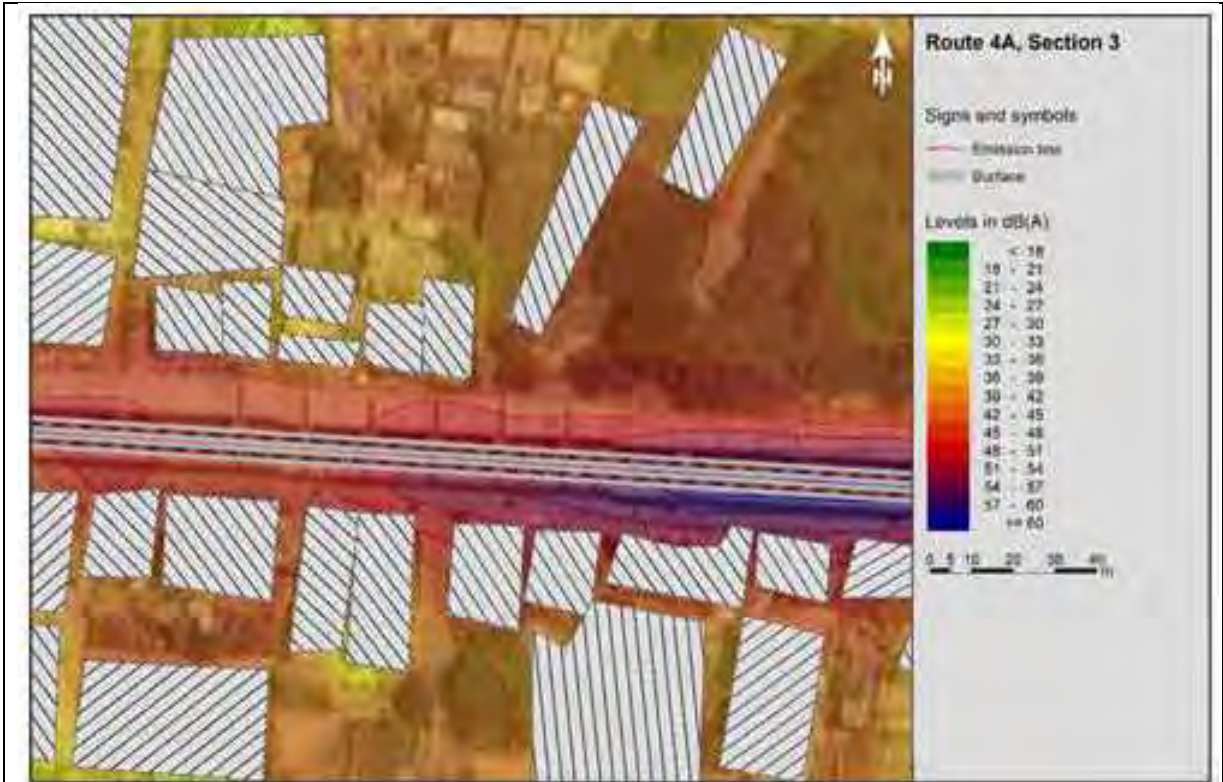 N
Route 4A, Section 3
Signs and symbols
Emission line
Surface
Levels in dB(A)
< 18
18 - 21
21 - 24
24 - 27
27 - 30
30 - 33
33 - 36
36 - 39
39 - 42
42 - 45
45 - 48
48 - 51
51 - 54
54 - 57
57 - 60
>= 60
0 5 10 20 30 40
m